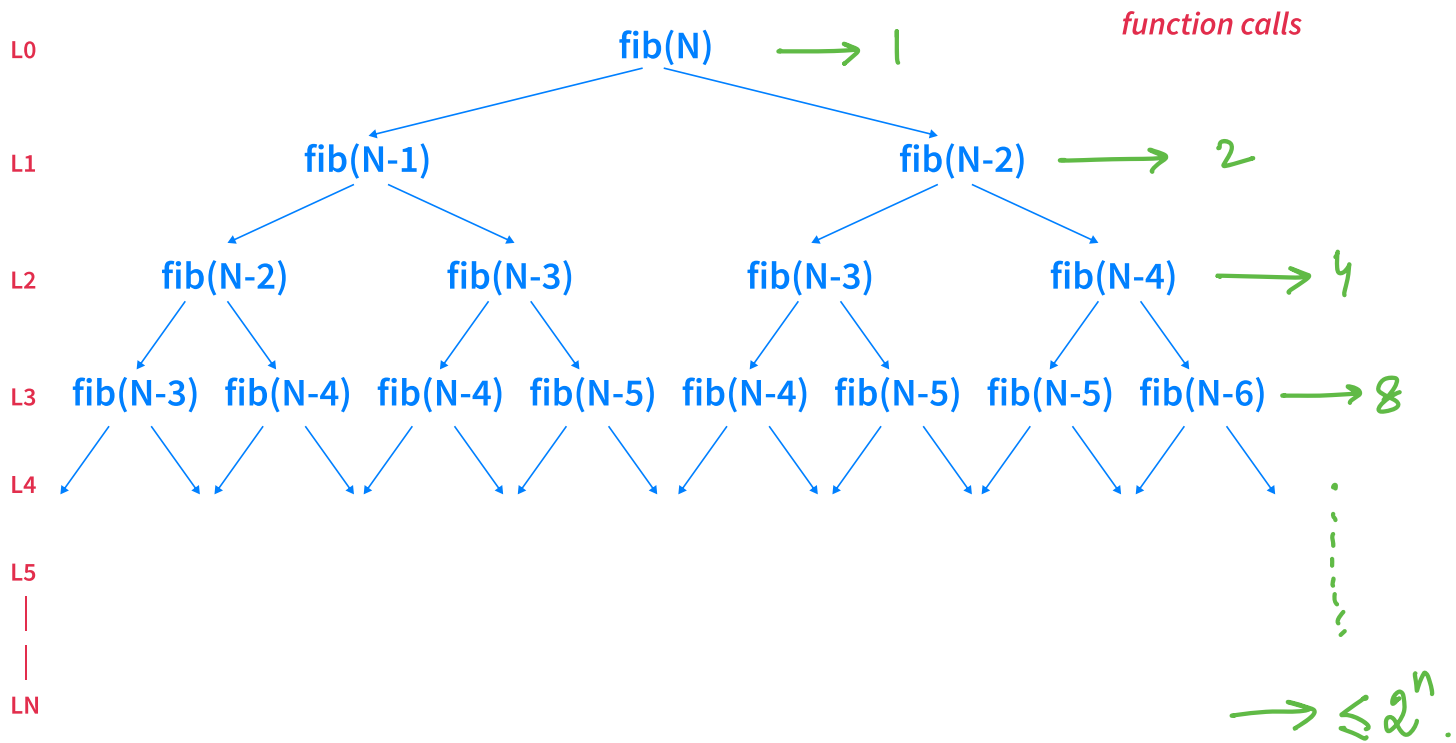 function calls
L0 fib(N) → 1
L1 fib(N-1) fib(N-2) → 2
L2 fib(N-2) fib(N-3) fib(N-3) fib(N-4) → 4
L3 fib(N-3) fib(N-4) fib(N-4) fib(N-5) fib(N-4) fib(N-5) fib(N-5) fib(N-6) → 8
L4
L5
LN → ≤ 2ⁿ.